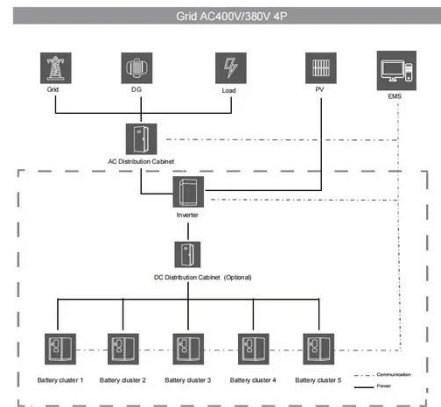 Grid AC400V/380V 4P
Grid
DG
Load
PV
EMS
AC Distribution Cabinet
Inverter
DC Distribution Cabinet (Optional)
Battery cluster 1
Battery cluster 2
Battery cluster 3
Battery cluster 4
Battery cluster 5
Communication
Power